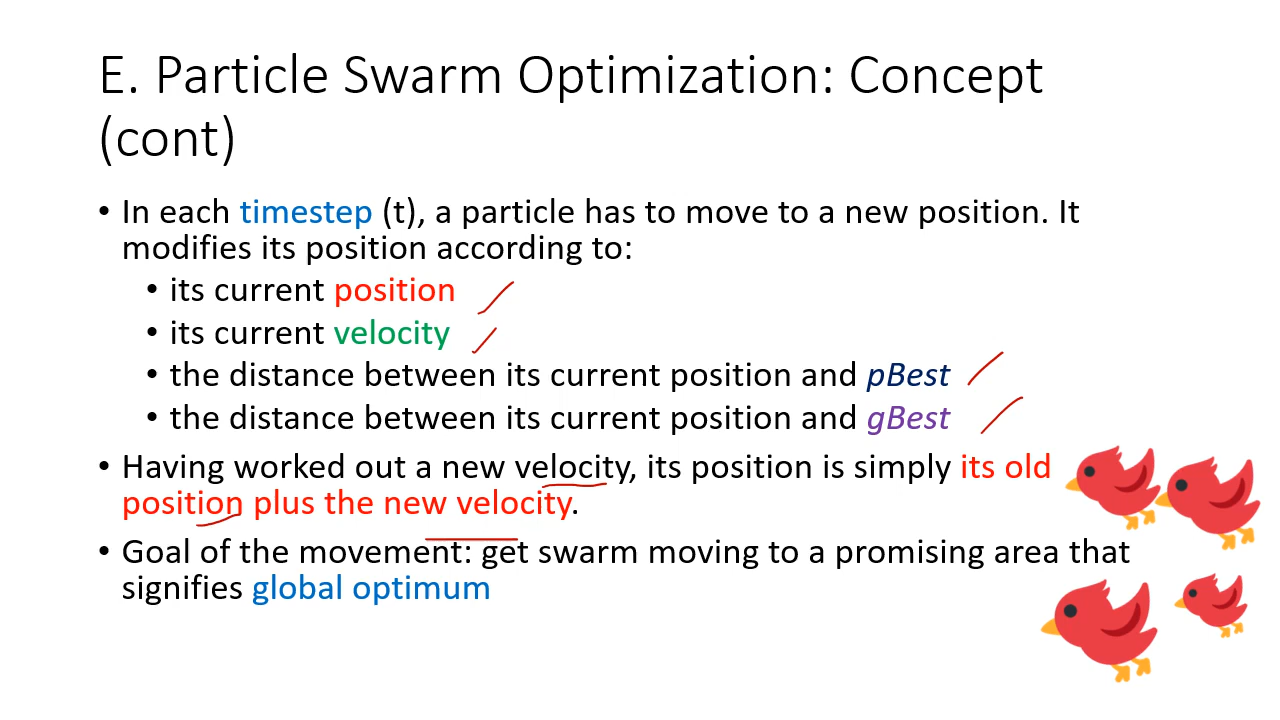 E. Particle Swarm Optimization: Concept
(cont)
• In each timestep (t), a particle has to move to a new position. It
modifies its position according to:
• its current position
• its current velocity
• the distance between its current position and pBest
• the distance between its current position and gBest
• Having worked out a new velocity, its position is simply its old
position plus the new velocity.
• Goal of the movement: get swarm moving to a promising area that
signifies global optimum